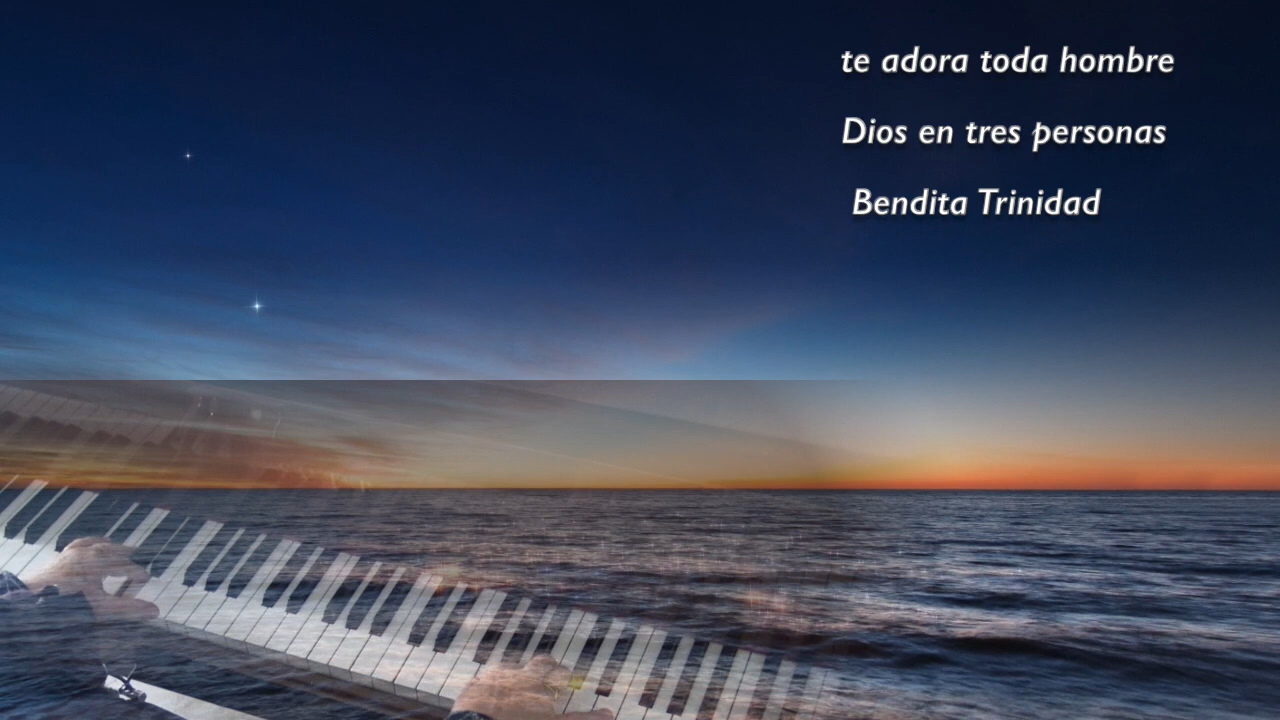 te adora toda hombre
Dios en tres personas
Bendita Trinidad